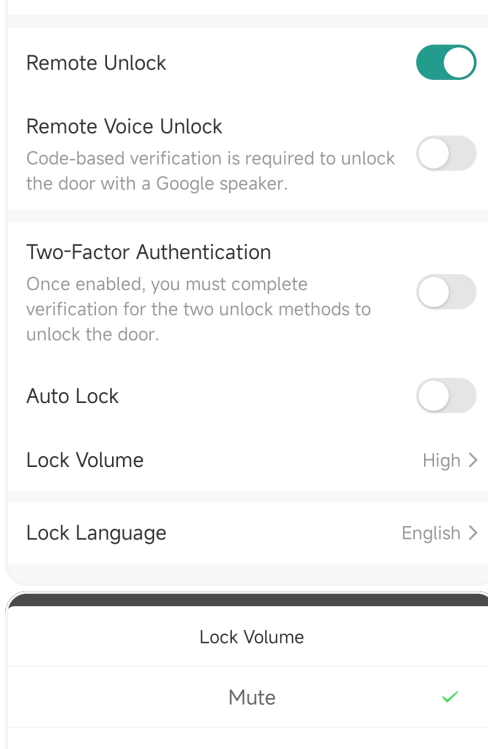 Remote Unlock
Remote Voice Unlock
Code-based verification is required to unlock
the door with a Google speaker.
Two-Factor Authentication
Once enabled, you must complete
verification for the two unlock methods to
unlock the door.
Auto Lock
Lock Volume High
Lock Language English
Lock Volume
Mute